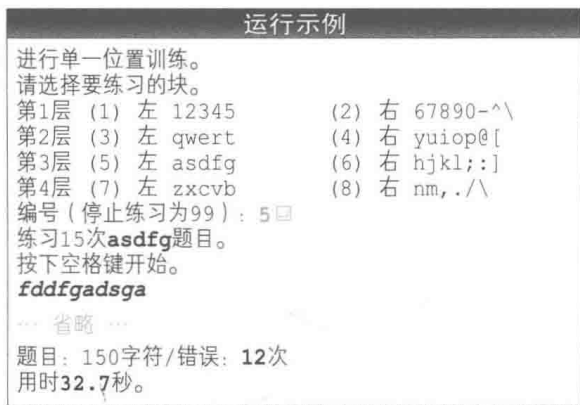 运行示例
进行单一位置训练。
请选择要练习的块。
第1层 (1) 左 12345 (2) 右 67890-^\
第2层 (3) 左 qwert (4) 右 yuiop@[
第3层 (5) 左 asdfg (6) 右 hjkl;:]
第4层 (7) 左 zxcvb (8) 右 nm,./\
编号(停止练习为99): 5
练习15次asdfg题目。
按下空格键开始。
fddfgadsga
… 省略 …
题目: 150字符/错误: 12次
用时32.7秒。